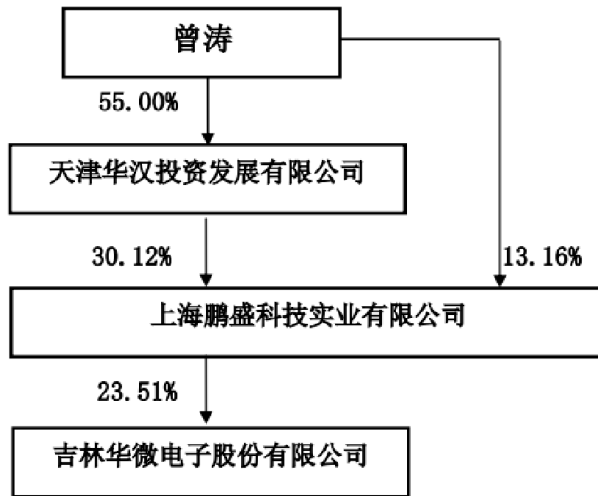 曾涛
55.00%
天津华汉投资发展有限公司
30.12%
13.16%
上海鹏盛科技实业有限公司
23.51%
吉林华微电子股份有限公司